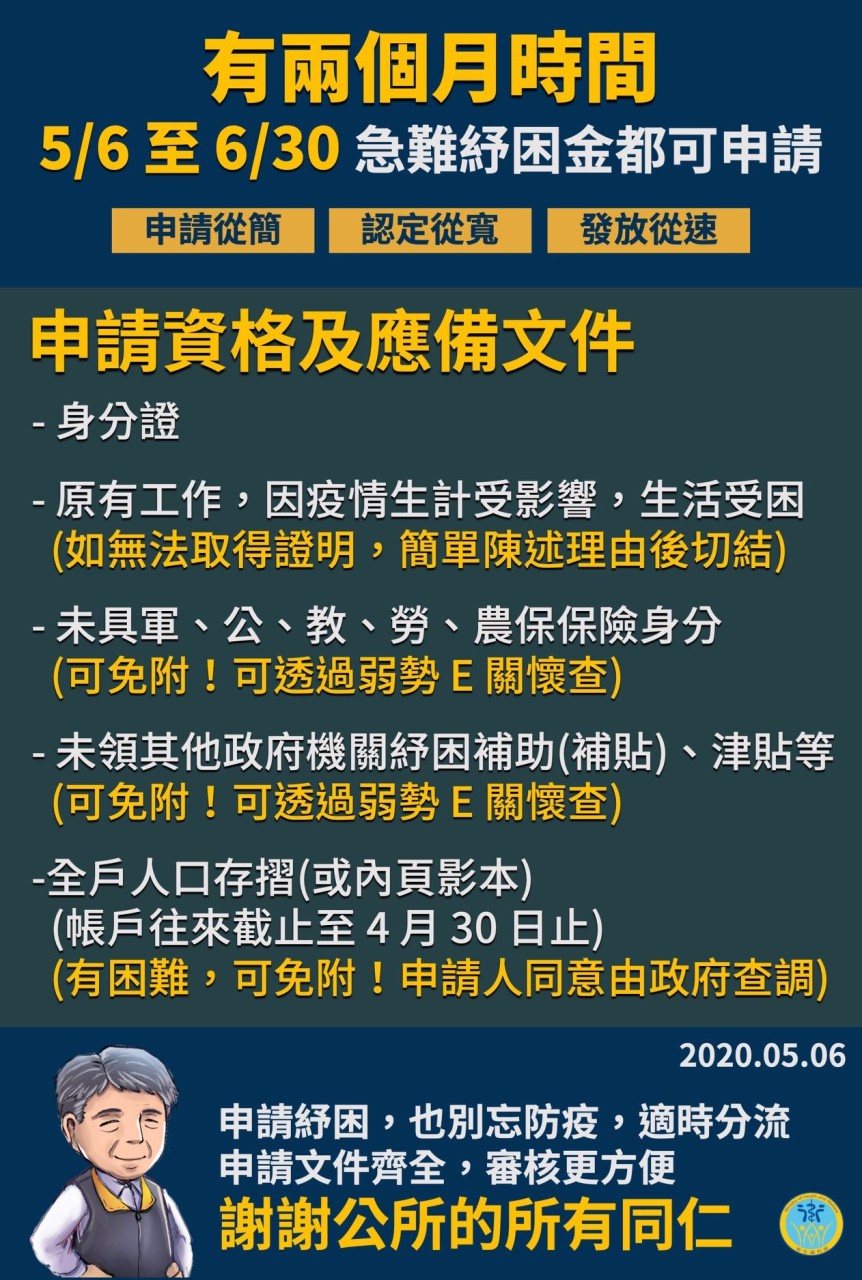 有兩個月時間
5/6 至 6/30 急難紓困金都可申請
申請從簡 認定從寬 發放從速
申請資格及應備文件
- 身分證
- 原有工作，因疫情生計受影響，生活受困
(如無法取得證明，簡單陳述理由後切結)
- 未具軍、公、教、勞、農保保險身分
(可免附！可透過弱勢 E 關懷查)
- 未領其他政府機關紓困補助(補貼)、津貼等
(可免附！可透過弱勢 E 關懷查)
-全戶人口存摺(或內頁影本)
(帳戶往來截止至 4 月 30 日止)
(有困難，可免附！申請人同意由政府查調)
2020.05.06
申請紓困，也別忘防疫，適時分流
申請文件齊全，審核更方便
謝謝公所的所有同仁